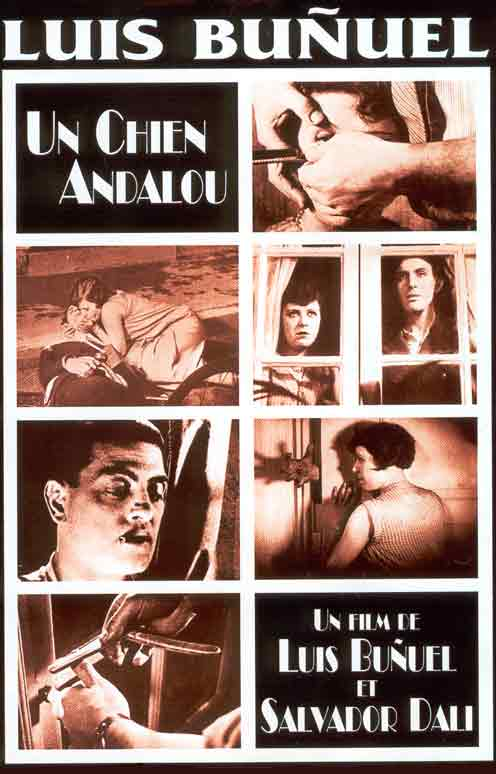 LUIS BUÑUEL
UN CHIEN
ANDALOU
UN FILM DE
LUIS BUÑUEL
ET
SALVADOR DALI